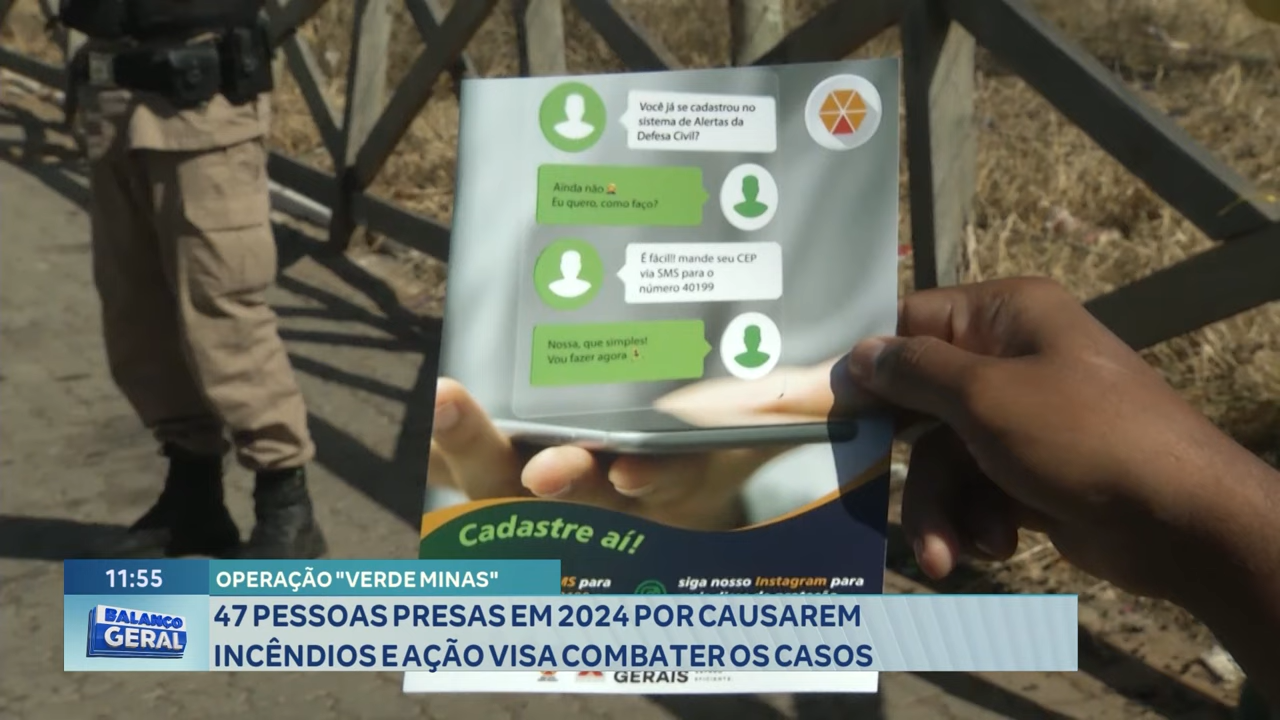 Você já se cadastrou no
sistema de Alertas da
Defesa Civil?
Ainda não
Eu quero, como faço?
É fácil!! mande seu CEP
via SMS para o
número 40199
Nossa, que simples!
Vou fazer agora
Cadastre aí!
MS para
siga nosso Instagram para
11:55
OPERAÇÃO "VERDE MINAS"
BALANÇO
GERAL
47 PESSOAS PRESAS EM 2024 POR CAUSAREM
INCÊNDIOS E AÇÃO VISA COMBATER OS CASOS
GERAIS